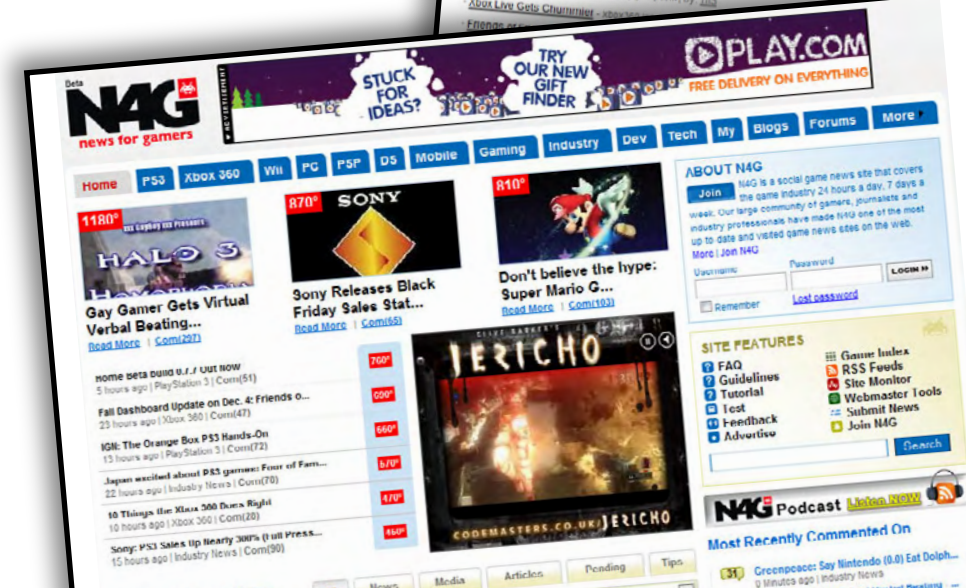 Xbox Live Gets Chummier
Beta
N4G
news for gamers
ADVERTISEMENT
STUCK
FOR
IDEAS?
TRY
OUR NEW
GIFT
FINDER
PLAY.COM
FREE DELIVERY ON EVERYTHING
Home PS3 Xbox 360 Wii PC PSP DS Mobile Gaming Industry Dev Tech My Blogs Forums More
1180°
xxx Gayboy xxx Presents
HALO 3
HOMOPHOBIA
Gay Gamer Gets Virtual
Verbal Beating...
Read More | Com(297)
870°
SONY
Sony Releases Black
Friday Sales Stat...
Read More | Com(65)
810°
Don't believe the hype:
Super Mario G...
Read More | Com(103)
ABOUT N4G
Join N4G is a social game news site that covers
the game industry 24 hours a day, 7 days a
week. Our large community of gamers, journalists and
industry professionals have made N4G one of the most
up to date and visited game news sites on the web.
More | Join N4G
Username Password
LOGIN
Remember Lost password
Home Beta Build 0.7.7 Out Now
5 hours ago | PlayStation 3 | Com(51)
760°
Fall Dashboard Update on Dec. 4: Friends o...
23 hours ago | Xbox 360 | Com(47)
690°
IGN: The Orange Box PS3 Hands-On
13 hours ago | PlayStation 3 | Com(72)
660°
Japan excited about PS3 games: Four of Fam...
22 hours ago | Industry News | Com(70)
570°
10 Things the Xbox 360 Does Right
10 hours ago | Xbox 360 | Com(20)
470°
Sony: PS3 Sales Up Nearly 300% (Full Press...
15 hours ago | Industry News | Com(90)
460°
CLIVE BARKER'S
JERICHO
CODEMASTERS.CO.UK/JERICHO
SITE FEATURES
FAQ
Guidelines
Tutorial
Test
Feedback
Advertise
Game Index
RSS Feeds
Site Monitor
Webmaster Tools
Submit News
Join N4G
Search
N4G Podcast Listen NOW
Most Recently Commented On
31 Greenpeace: Say Nintendo (0.0) Eat Dolph...
0 Minutes ago | Industry News
News Media Articles Pending Tips